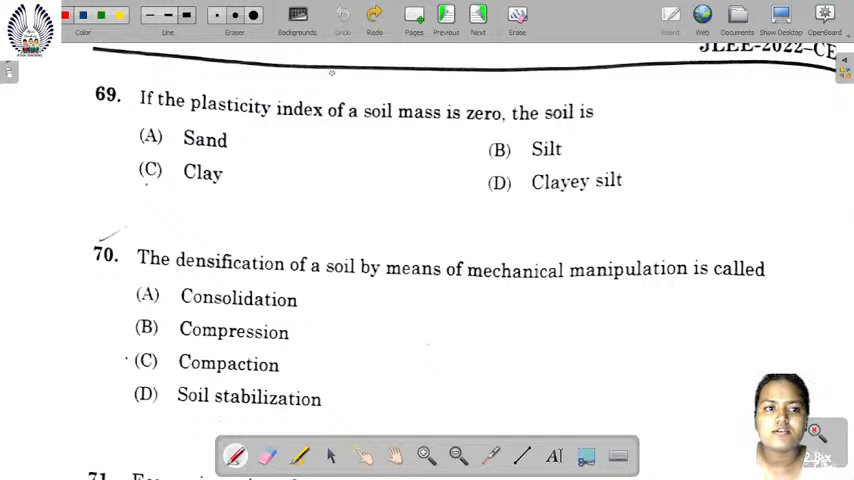 Color
Line
Eraser
Backgrounds
Undo
Redo
Pages
Previous
Next
Erase
Board
Web
Documents
Show Desktop
OpenBoard
JLEE-2022-CE
69. If the plasticity index of a soil mass is zero, the soil is
(A) Sand
(B) Silt
(C) Clay
(D) Clayey silt
70. The densification of a soil by means of mechanical manipulation is called
(A) Consolidation
(B) Compression
(C) Compaction
(D) Soil stabilization
71.